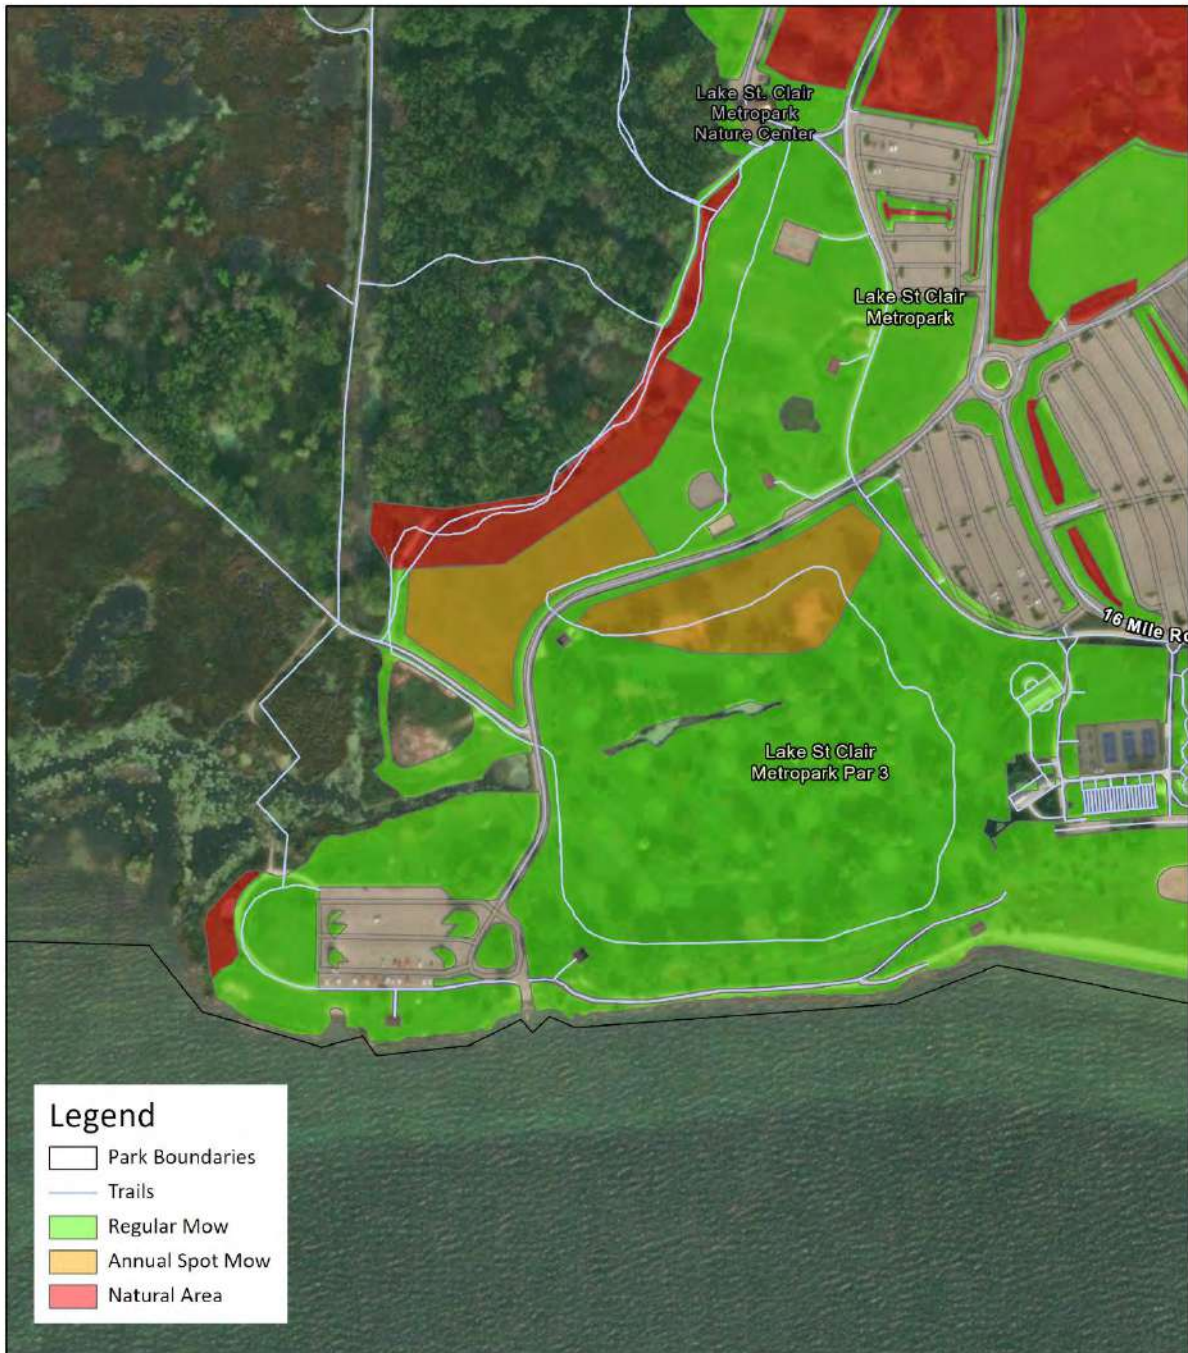 Lake St. Clair
Metropark
Nature Center
Lake St Clair
Metropark
16 Mile Ro
Lake St Clair
Metropark Par 3
Legend
Park Boundaries
Trails
Regular Mow
Annual Spot Mow
Natural Area